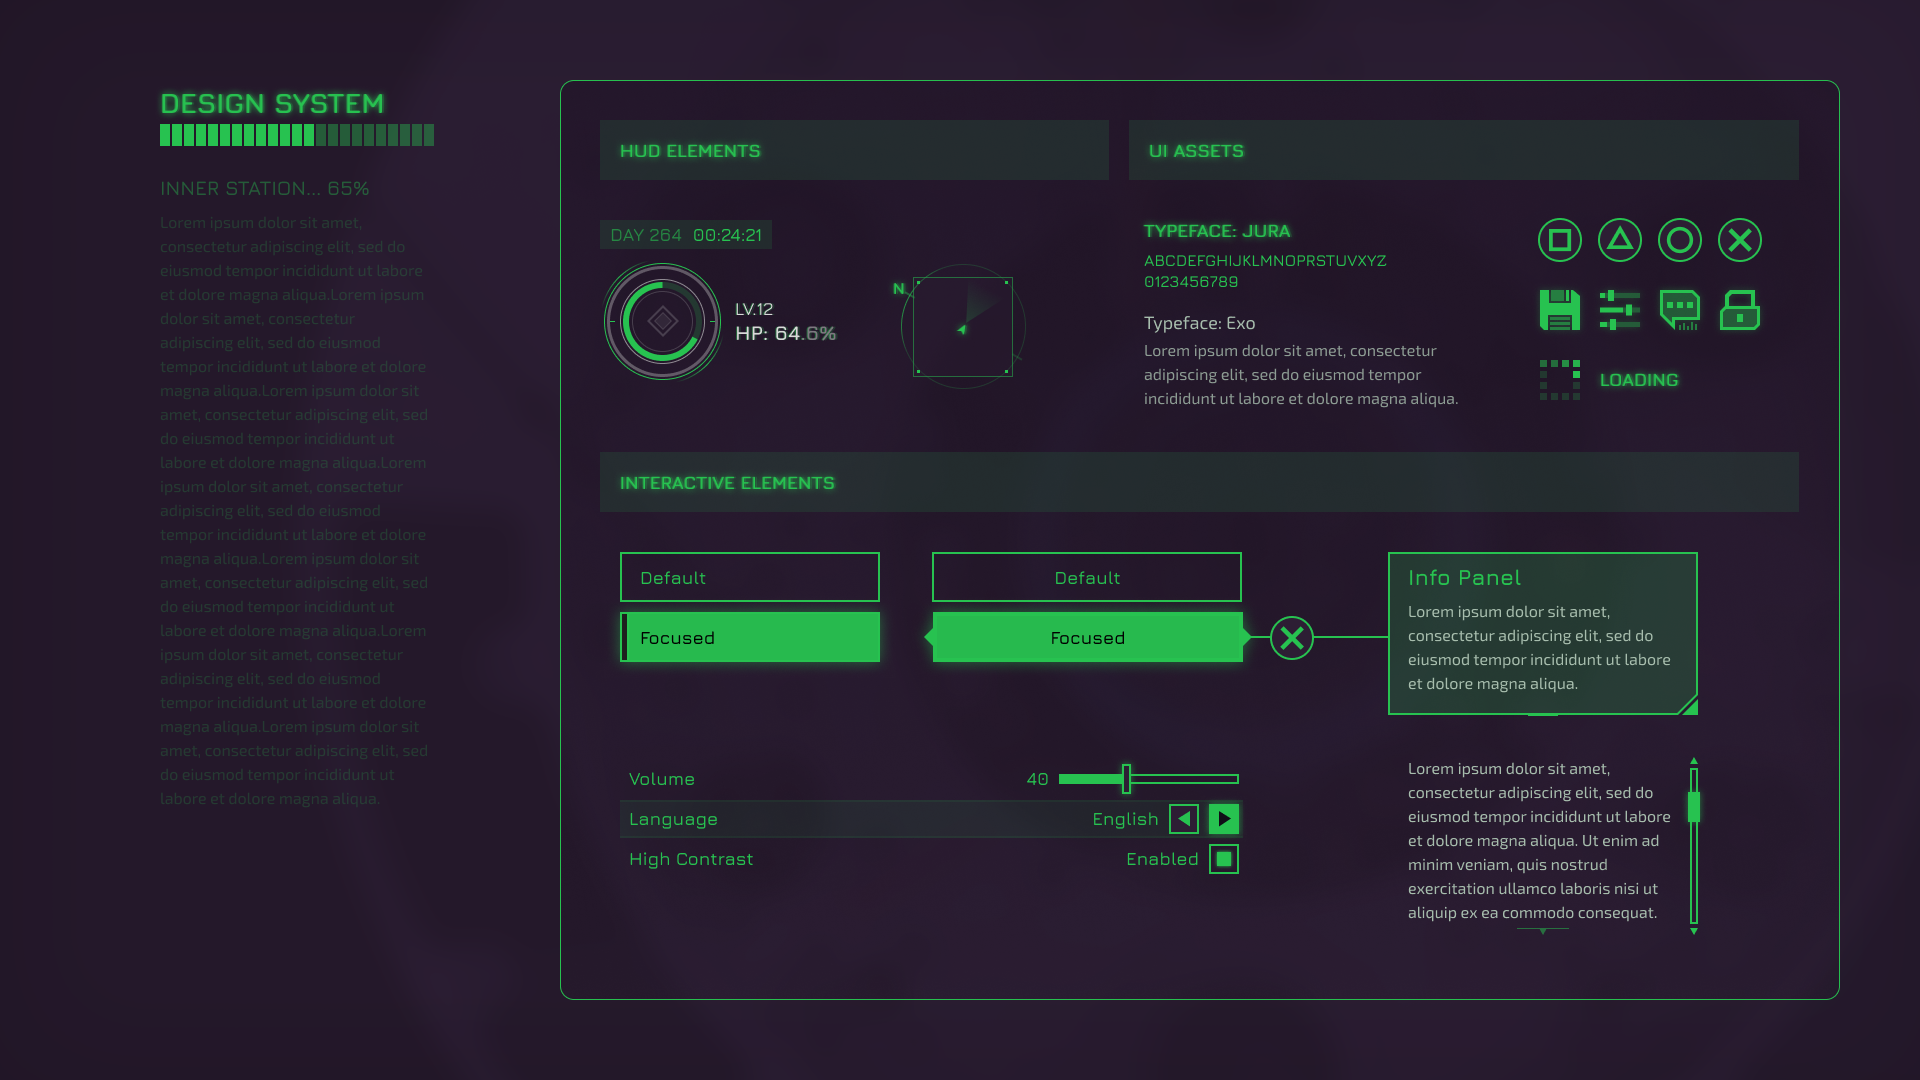 DESIGN SYSTEM
INNER STATION... 65%
Lorem ipsum dolor sit amet,
consectetur adipiscing elit, sed do
eiusmod tempor incididunt ut labore
et dolore magna aliqua.Lorem ipsum
dolor sit amet, consectetur
adipiscing elit, sed do eiusmod
tempor incididunt ut labore et dolore
magna aliqua.Lorem ipsum dolor sit
amet, consectetur adipiscing elit, sed
do eiusmod tempor incididunt ut
labore et dolore magna aliqua.Lorem
ipsum dolor sit amet, consectetur
adipiscing elit, sed do eiusmod
tempor incididunt ut labore et dolore
magna aliqua.Lorem ipsum dolor sit
amet, consectetur adipiscing elit, sed
do eiusmod tempor incididunt ut
labore et dolore magna aliqua.Lorem
ipsum dolor sit amet, consectetur
adipiscing elit, sed do eiusmod
tempor incididunt ut labore et dolore
magna aliqua.Lorem ipsum dolor sit
amet, consectetur adipiscing elit, sed
do eiusmod tempor incididunt ut
labore et dolore magna aliqua.
HUD ELEMENTS
DAY 264 00:24:21
LV.12
HP: 64.6%
N
UI ASSETS
TYPEFACE: JURA
ABCDEFGHIJKLMNOPRSTUVXYZ
0123456789
Typeface: Exo
Lorem ipsum dolor sit amet, consectetur
adipiscing elit, sed do eiusmod tempor
incididunt ut labore et dolore magna aliqua.
LOADING
INTERACTIVE ELEMENTS
Default
Focused
Default
Focused
Info Panel
Lorem ipsum dolor sit amet,
consectetur adipiscing elit, sed do
eiusmod tempor incididunt ut labore
et dolore magna aliqua.
Volume 40
Language English
High Contrast Enabled
Lorem ipsum dolor sit amet,
consectetur adipiscing elit, sed do
eiusmod tempor incididunt ut labore
et dolore magna aliqua. Ut enim ad
minim veniam, quis nostrud
exercitation ullamco laboris nisi ut
aliquip ex ea commodo consequat.